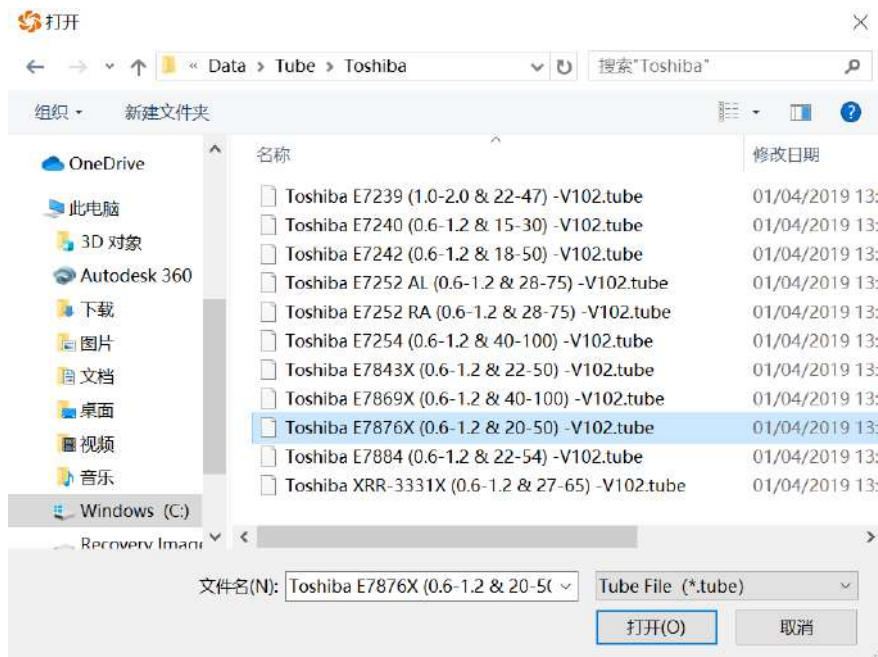 打开
« Data > Tube > Toshiba
搜索"Toshiba"
组织
新建文件夹
OneDrive
此电脑
3D 对象
Autodesk 360
下载
图片
文档
桌面
视频
音乐
Windows (C:)
Recovery Imag
名称 修改日期
Toshiba E7239 (1.0-2.0 & 22-47) -V102.tube 01/04/2019 13:
Toshiba E7240 (0.6-1.2 & 15-30) -V102.tube 01/04/2019 13:
Toshiba E7242 (0.6-1.2 & 18-50) -V102.tube 01/04/2019 13:
Toshiba E7252 AL (0.6-1.2 & 28-75) -V102.tube 01/04/2019 13:
Toshiba E7252 RA (0.6-1.2 & 28-75) -V102.tube 01/04/2019 13:
Toshiba E7254 (0.6-1.2 & 40-100) -V102.tube 01/04/2019 13:
Toshiba E7843X (0.6-1.2 & 22-50) -V102.tube 01/04/2019 13:
Toshiba E7869X (0.6-1.2 & 40-100) -V102.tube 01/04/2019 13:
Toshiba E7876X (0.6-1.2 & 20-50) -V102.tube 01/04/2019 13:
Toshiba E7884 (0.6-1.2 & 22-54) -V102.tube 01/04/2019 13:
Toshiba XRR-3331X (0.6-1.2 & 27-65) -V102.tube 01/04/2019 13:
文件名(N): Toshiba E7876X (0.6-1.2 & 20-50 Tube File (*.tube)
打开(O) 取消